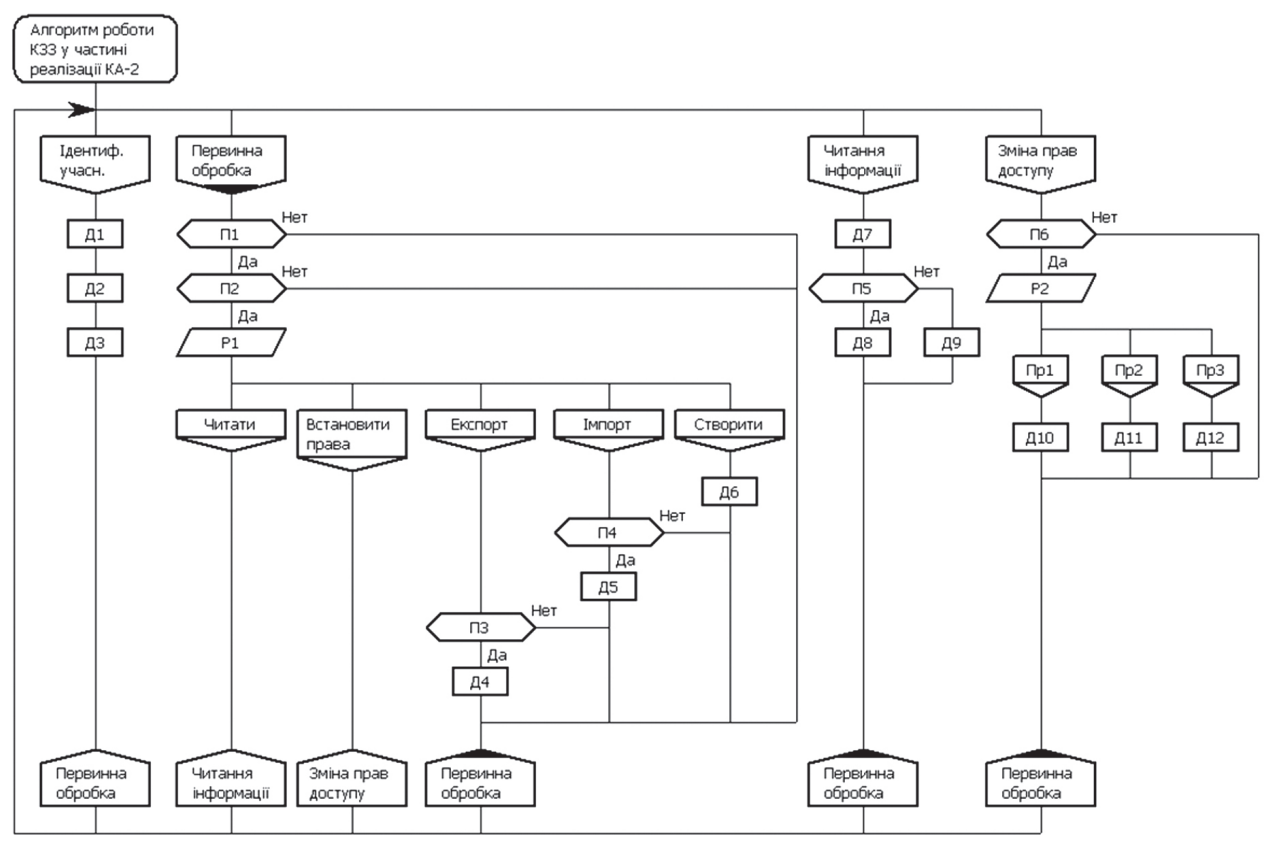 Алгоритм роботи
КЗЗ у частині
реалізації КА-2
Ідентиф.
учасн.
Первинна
обробка
Читання
інформації
Зміна прав
доступу
Д1
П1
Нет
Д7
П6
Нет
Да
Да
Д2
П2
Нет
П5
Нет
Р2
Да
Да
Д3
Р1
Д8
Д9
Пр1
Пр2
Пр3
Читати
Встановити
права
Експорт
Імпорт
Створити
Д10
Д11
Д12
Д6
П4
Нет
Да
Д5
П3
Нет
Да
Д4
Первинна
обробка
Читання
інформації
Зміна прав
доступу
Первинна
обробка
Первинна
обробка
Первинна
обробка